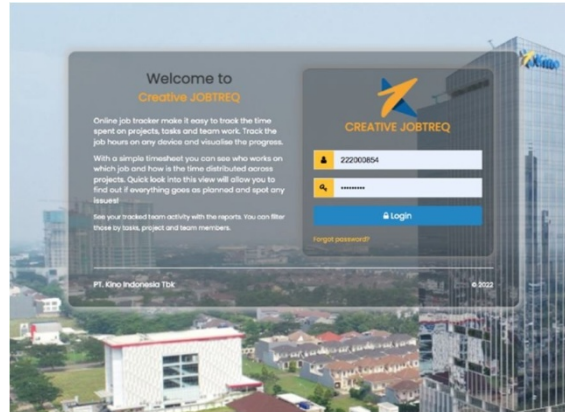 Welcome to
Creative JOBTREQ
Online job tracker make it easy to track the time
spent on projects, tasks and team work. Track the
job hours on any device and visualise the progress.
With a simple timesheet you can see who works on
which job and how is the time distributed across
projects. Quick look into this view will allow you to
find out if everything goes as planned and spot any
issues!
See your tracked team activity with the reports. You can filter
those by tasks, project and team members.
PT. Kino Indonesia Tbk
CREATIVE JOBTREQ
222000854
•••••••••
Login
Forgot password?
© 2022
Kino